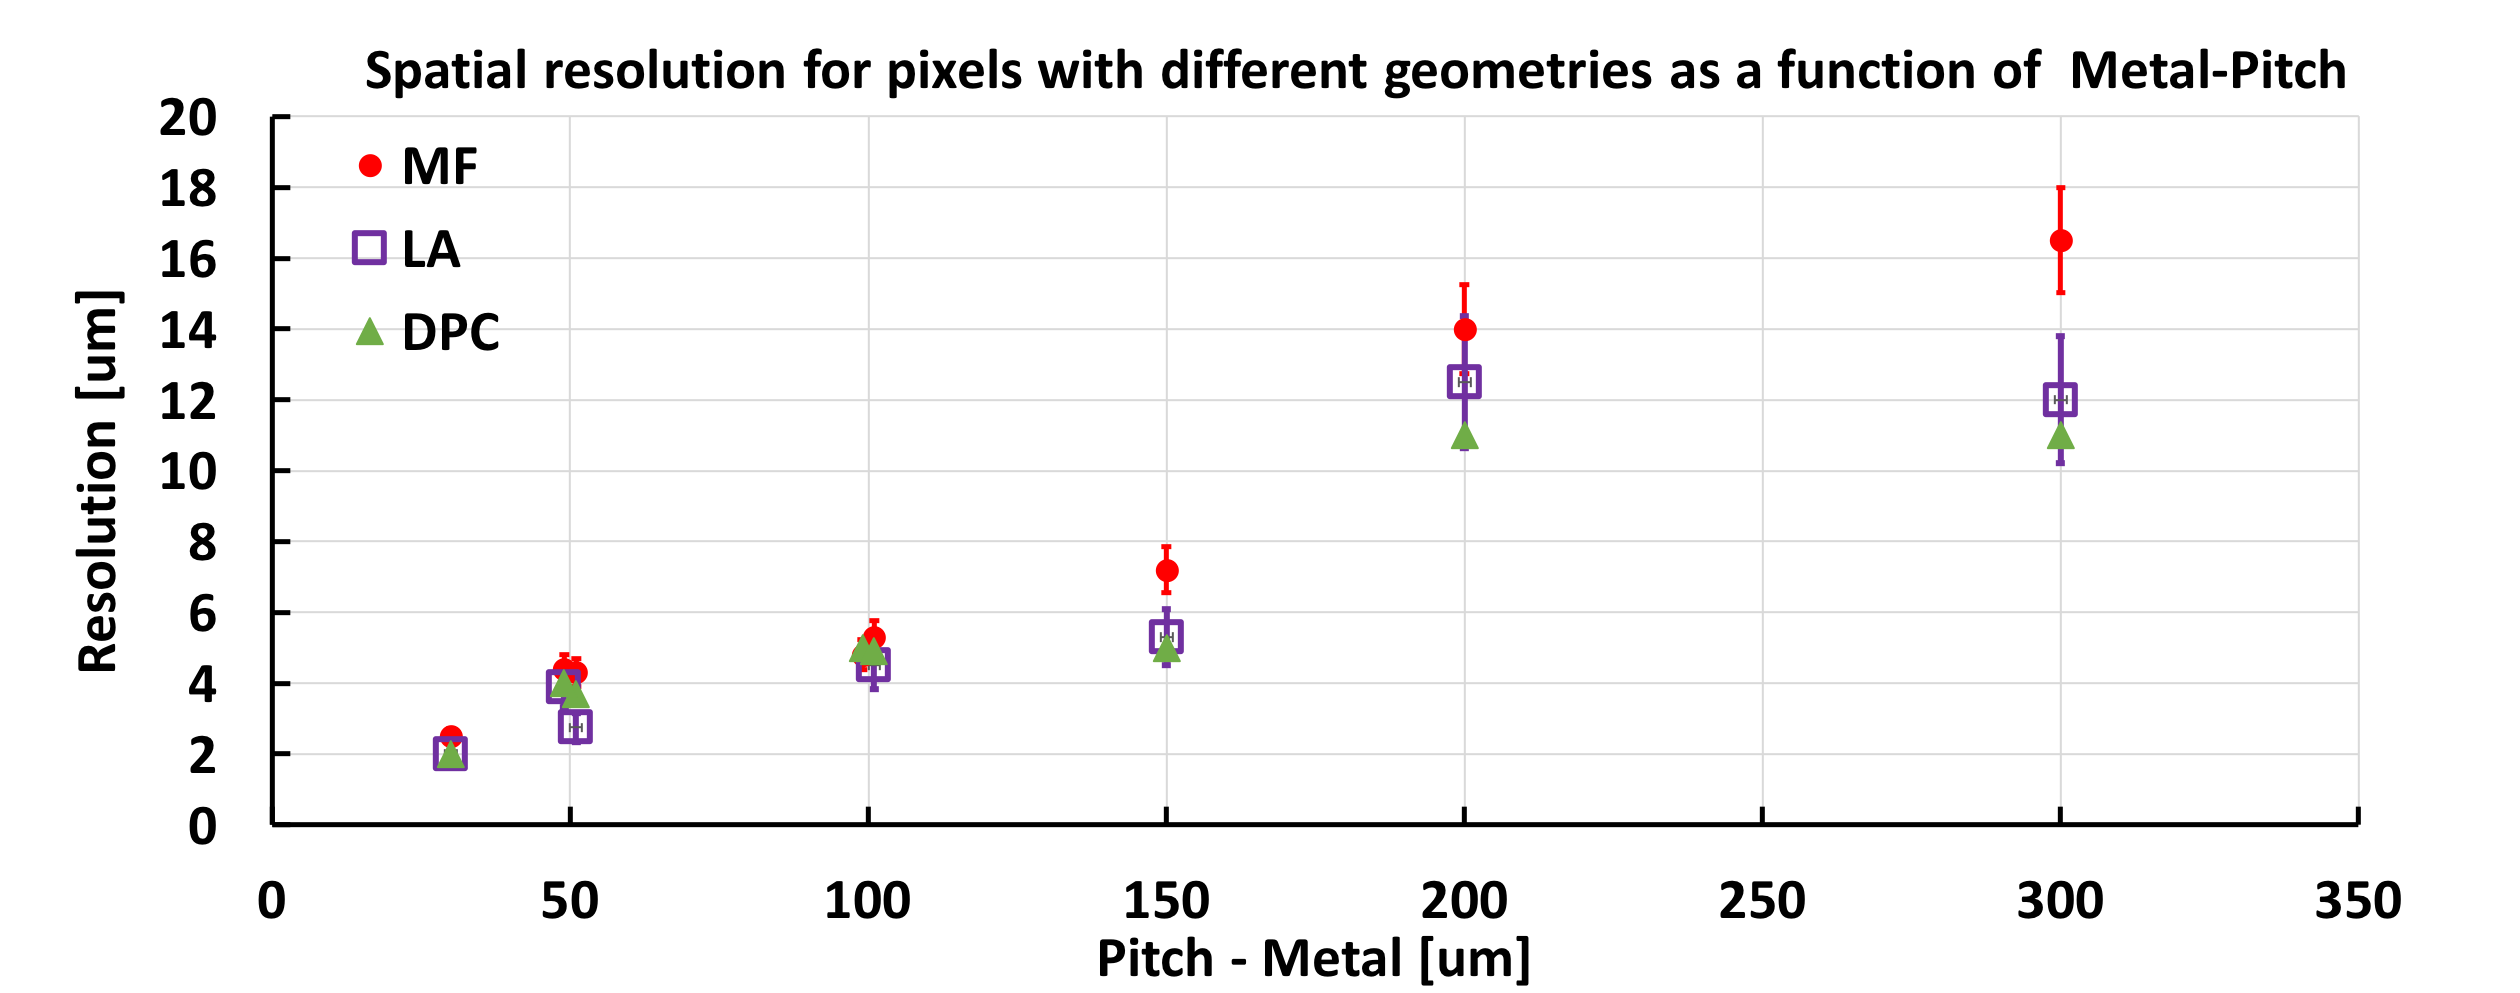 Spatial resolution for pixels with different geometries as a function of Metal-Pitch
20
18
16
14
12
10
8
6
4
2
0
MF
LA
DPC
Resolution [um]
0 50 100 150 200 250 300 350
Pitch - Metal [um]